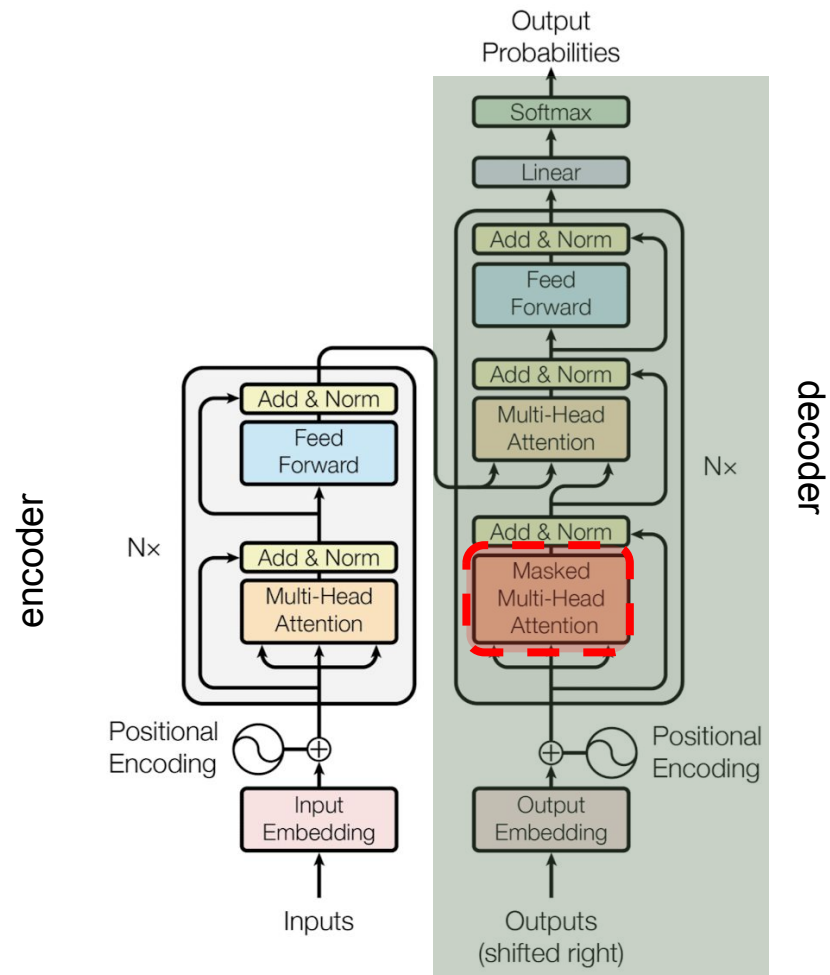 Output
Probabilities
Softmax
Linear
Add & Norm
Feed
Forward
Add & Norm
Multi-Head
Attention
Add & Norm
Masked
Multi-Head
Attention
Nx
Positional
Encoding
Output
Embedding
Outputs
(shifted right)
decoder
Add & Norm
Feed
Forward
Add & Norm
Multi-Head
Attention
Nx
Positional
Encoding
Input
Embedding
Inputs
encoder